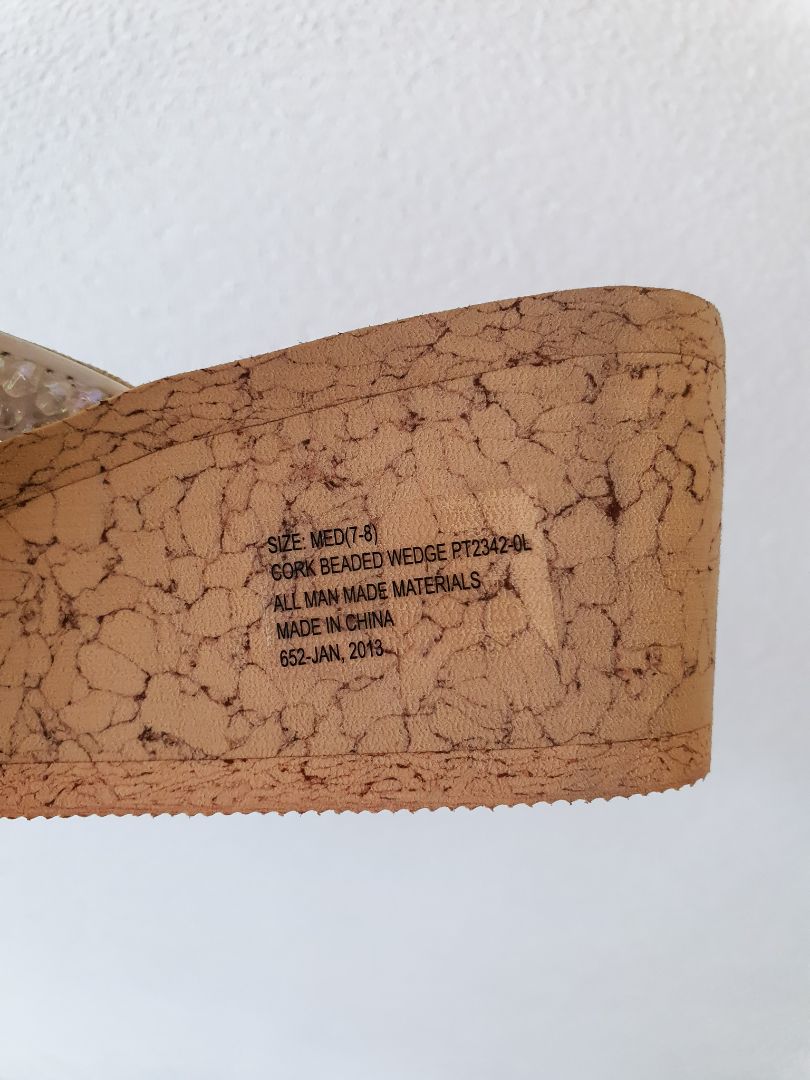 SIZE: MED(7-8)
CORK BEADED WEDGE PT2342-0L
ALL MAN MADE MATERIALS
MADE IN CHINA
652-JAN, 2013